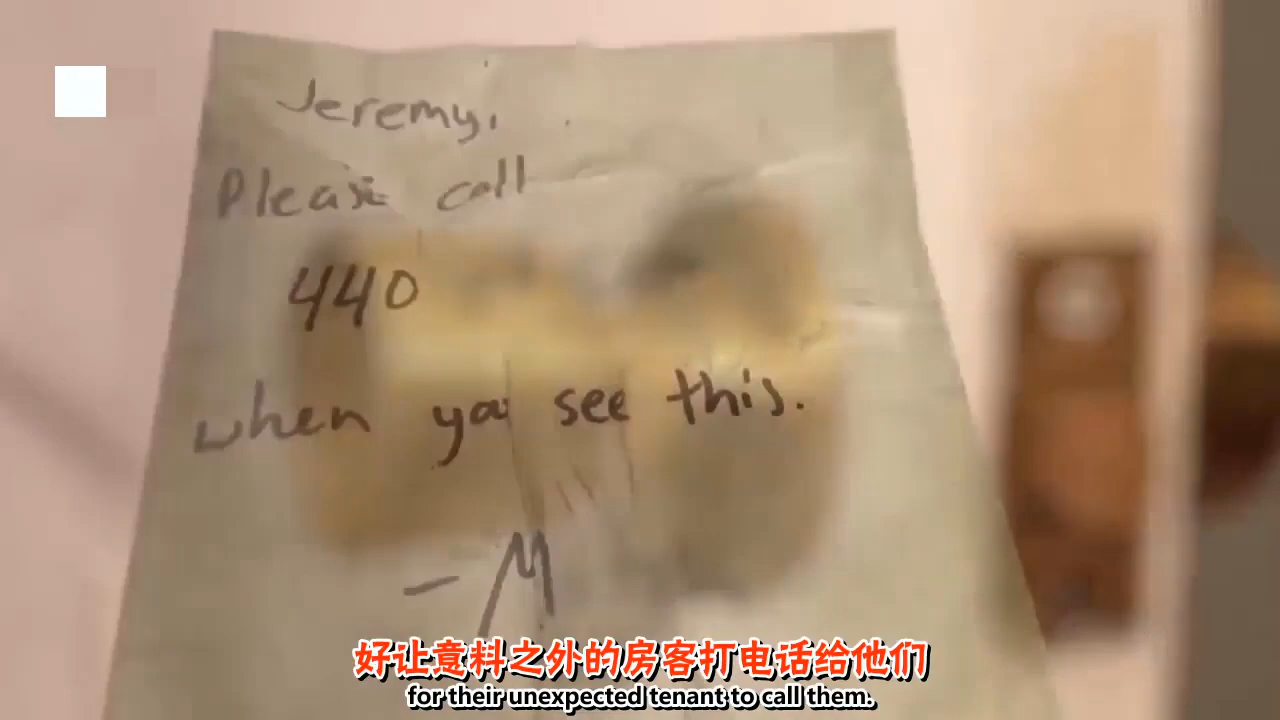 Jeremy,
Please call
440
when you see this.
-M
好让意料之外的房客打电话给他们
for their unexpected tenant to call them.